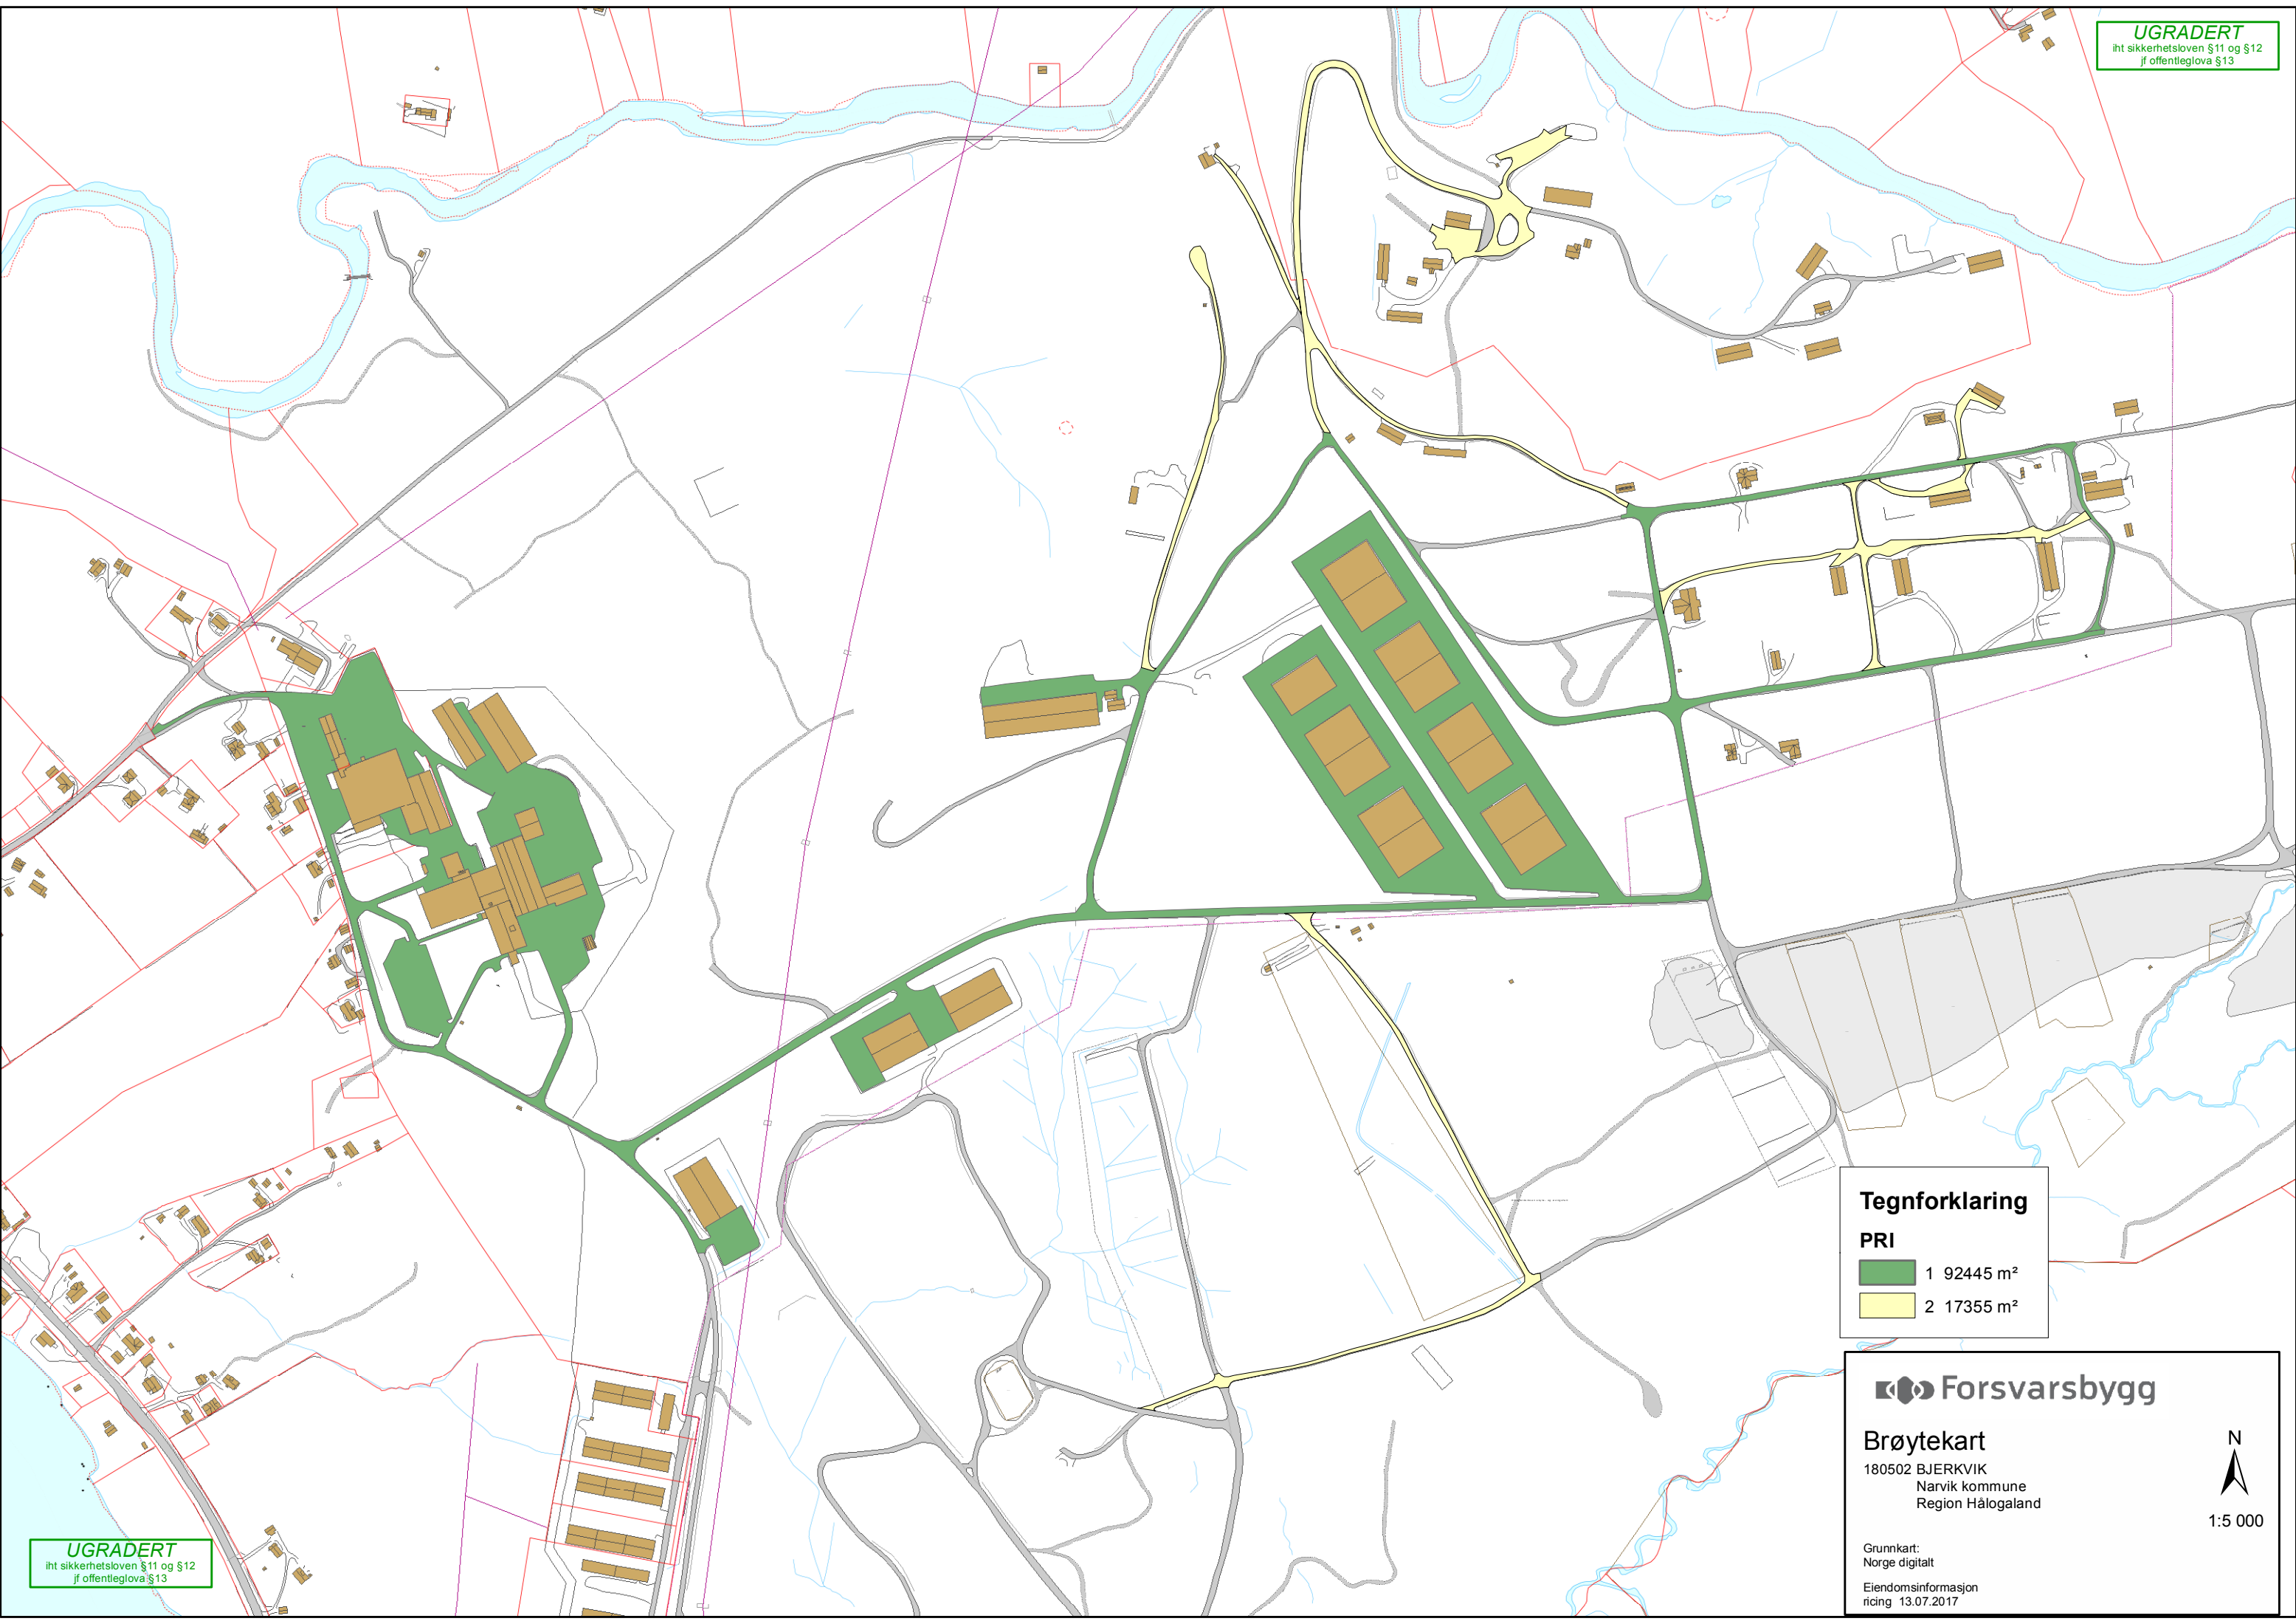 UGRADERT
iht sikkerhetsloven §11 og §12
jf offentleglova §13
Tegnforklaring
PRI
1 92445 m²
2 17355 m²
Forsvarsbygg
Brøytekart
180502 BJERKVIK
Narvik kommune
Region Hålogaland
N
1:5 000
Grunnkart:
Norge digitalt
Eiendomsinformasjon
ricing 13.07.2017
UGRADERT
iht sikkerhetsloven §11 og §12
jf offentleglova §13